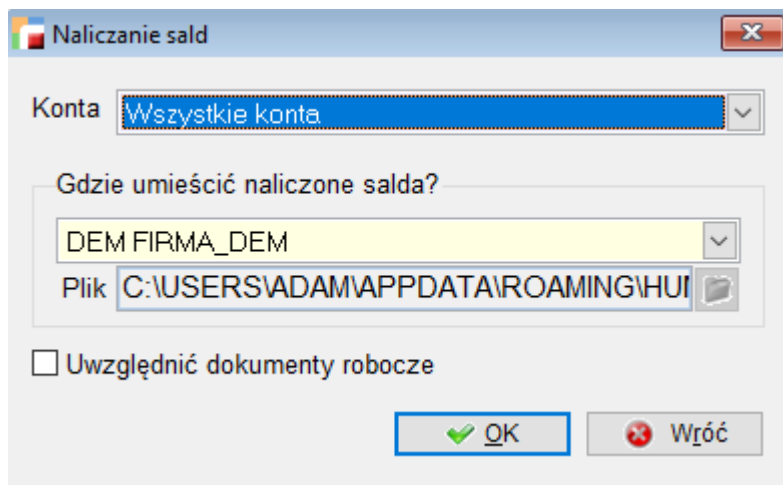 Naliczanie sald
Konta Wszystkie konta
Gdzie umieścić naliczone salda?
DEM FIRMA_DEM
Plik C:\USERS\ADAM\APPDATA\ROAMING\HUM
Uwzględnić dokumenty robocze
OK Wróć